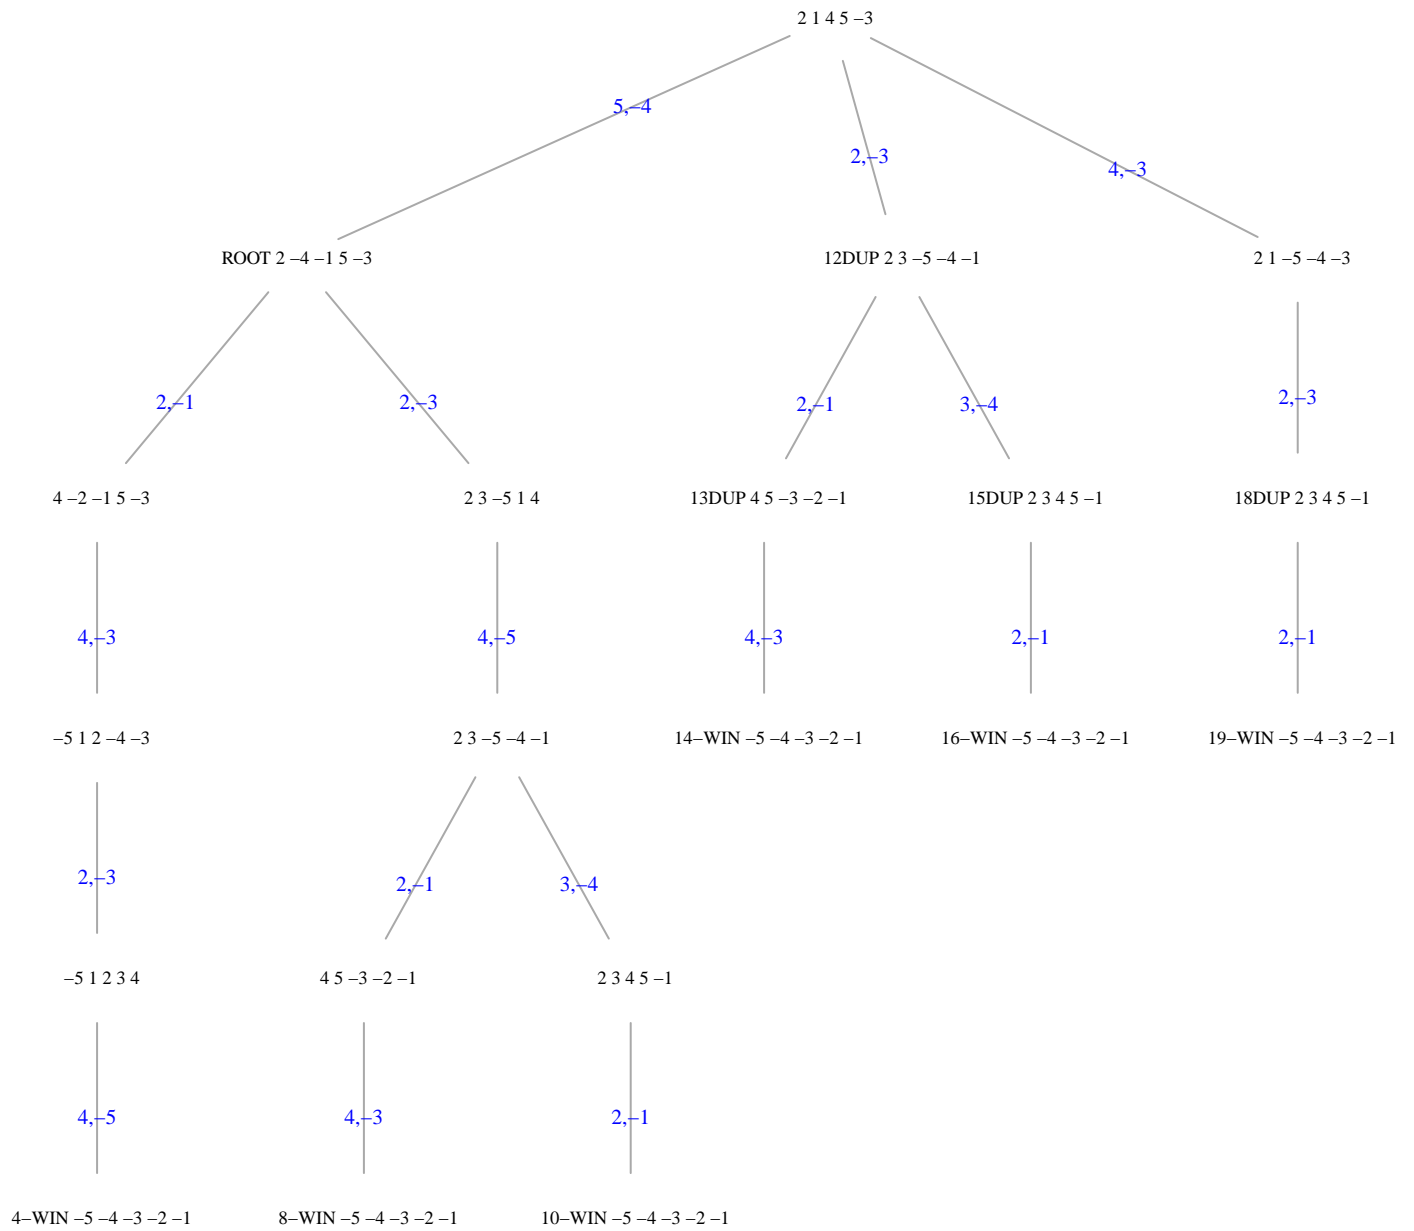 2 1 4 5 –3
5,–4
2,–3
4,–3
ROOT 2 –4 –1 5 –3
12DUP 2 3 –5 –4 –1
2 1 –5 –4 –3
2,–1
2,–3
2,–1
3,–4
2,–3
4 –2 –1 5 –3
2 3 –5 1 4
13DUP 4 5 –3 –2 –1
15DUP 2 3 4 5 –1
18DUP 2 3 4 5 –1
4,–3
4,–5
4,–3
2,–1
2,–1
–5 1 2 –4 –3
2 3 –5 –4 –1
14–WIN –5 –4 –3 –2 –1
16–WIN –5 –4 –3 –2 –1
19–WIN –5 –4 –3 –2 –1
2,–3
2,–1
3,–4
–5 1 2 3 4
4 5 –3 –2 –1
2 3 4 5 –1
4,–5
4,–3
2,–1
4–WIN –5 –4 –3 –2 –1
8–WIN –5 –4 –3 –2 –1
10–WIN –5 –4 –3 –2 –1